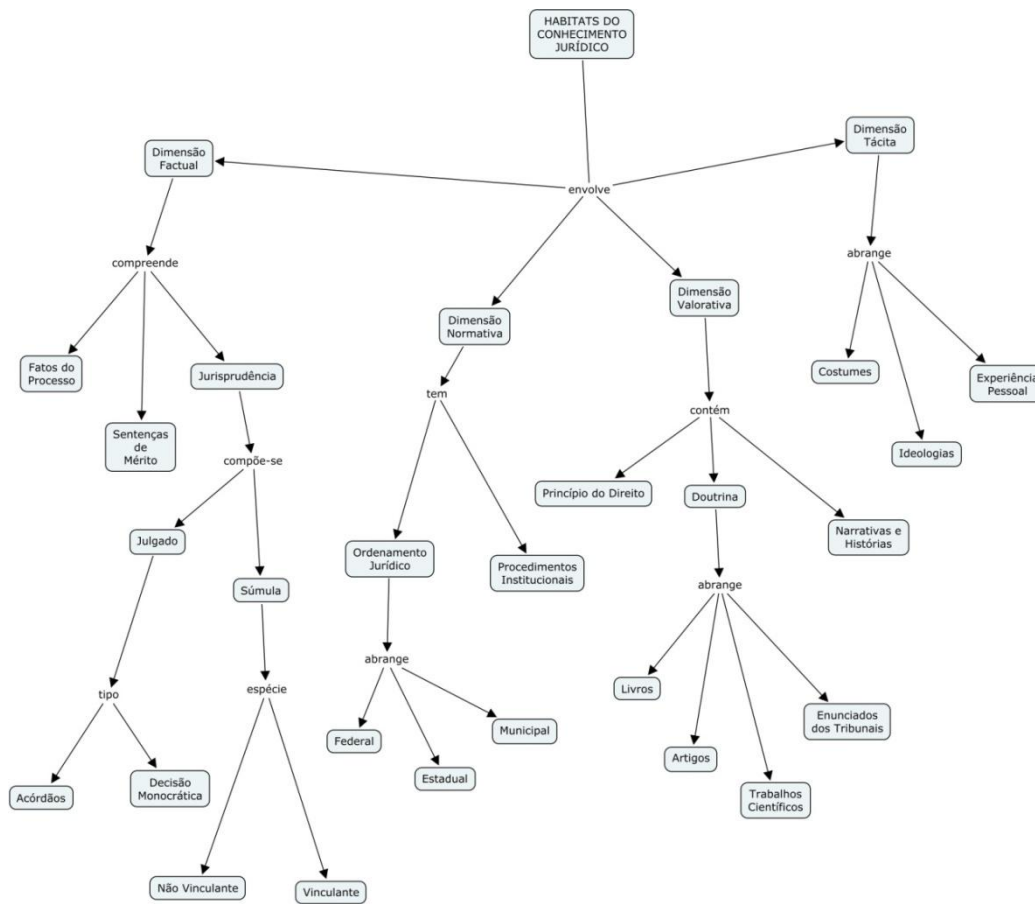 HABITATS DO
CONHECIMENTO
JURÍDICO
Dimensão
Factual
Dimensão
Tácita
envolve
compreende
abrange
Dimensão
Normativa
Dimensão
Valorativa
Fatos do
Processo
Jurisprudência
Costumes
Experiência
Pessoal
tem
contém
Sentenças
de
Mérito
compõe-se
Ideologias
Princípio do Direito
Doutrina
Narrativas e
Histórias
Julgado
Ordenamento
Jurídico
Procedimentos
Institucionais
Súmula
abrange
abrange
tipo
espécie
Livros
Enunciados
dos Tribunais
Federal
Municipal
Estadual
Artigos
Trabalhos
Científicos
Acórdãos
Decisão
Monocrática
Não Vinculante
Vinculante